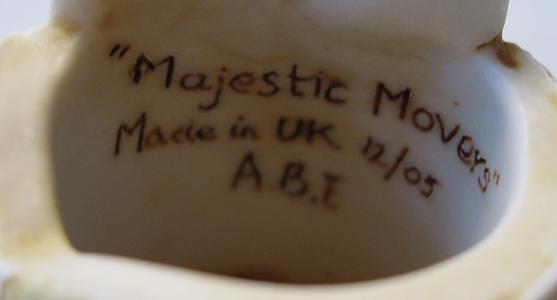 "Majestic Movers"
Made in UK 12/05
A.B.E